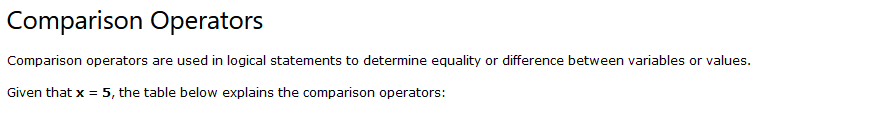 Comparison Operators
Comparison operators are used in logical statements to determine equality or difference between variables or values.
Given that x = 5, the table below explains the comparison operators: